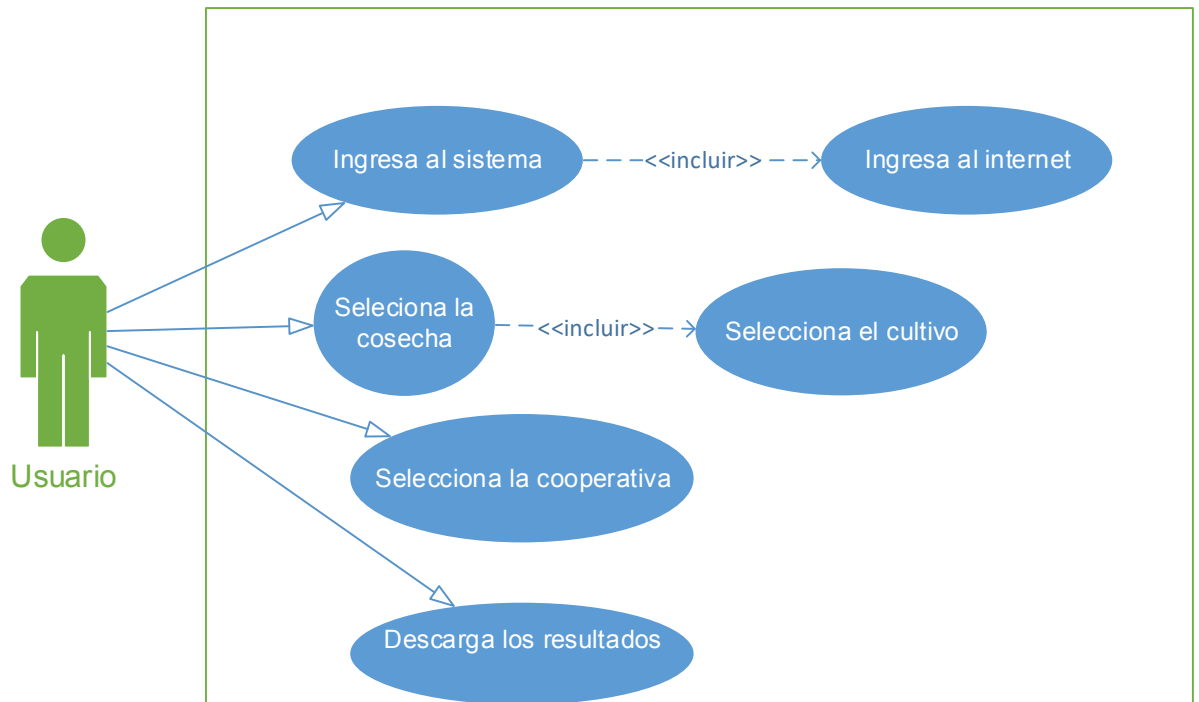 Ingresa al sistema
<<incluir>>
Ingresa al internet
Seleciona la
cosecha
<<incluir>>
Selecciona el cultivo
Selecciona la cooperativa
Usuario
Descarga los resultados